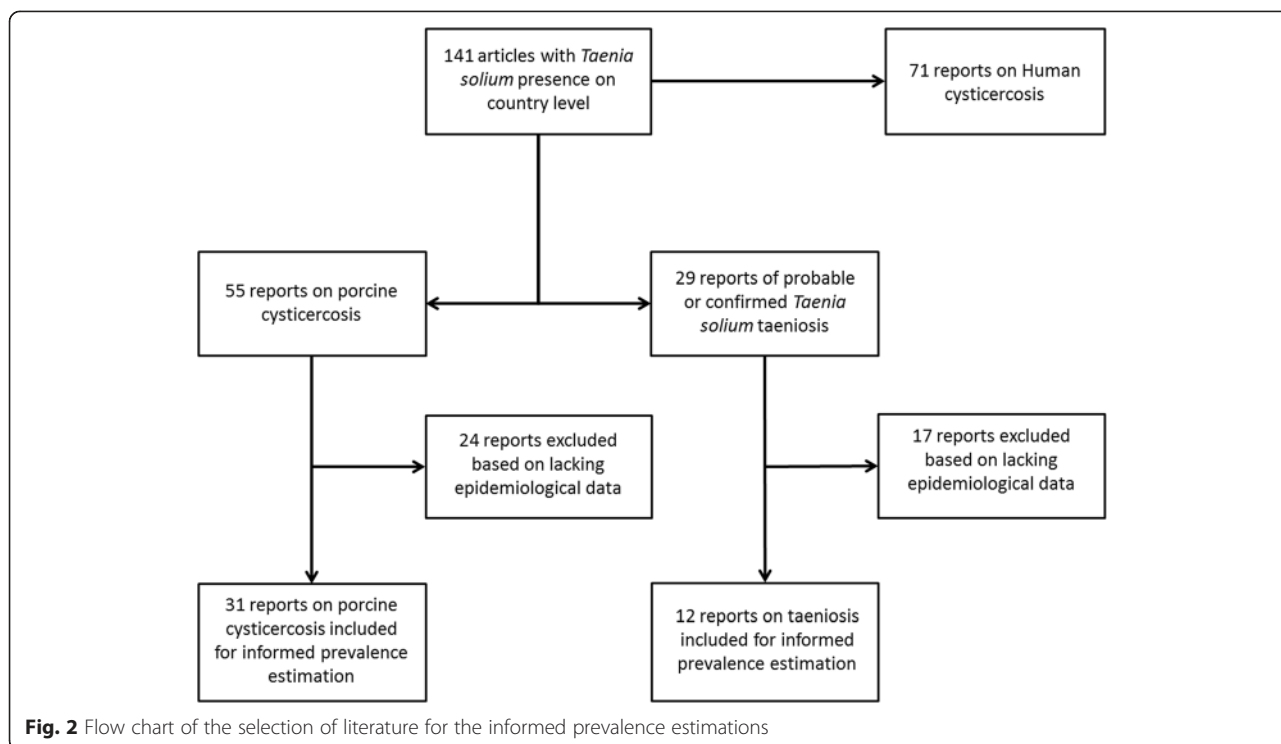 141 articles with Taenia
solium presence on
country level
71 reports on Human
cysticercosis
55 reports on porcine
cysticercosis
29 reports of probable
or confirmed Taenia
solium taeniosis
24 reports excluded
based on lacking
epidemiological data
17 reports excluded
based on lacking
epidemiological data
31 reports on porcine
cysticercosis included
for informed prevalence
estimation
12 reports on taeniosis
included for informed
prevalence estimation
Fig. 2 Flow chart of the selection of literature for the informed prevalence estimations